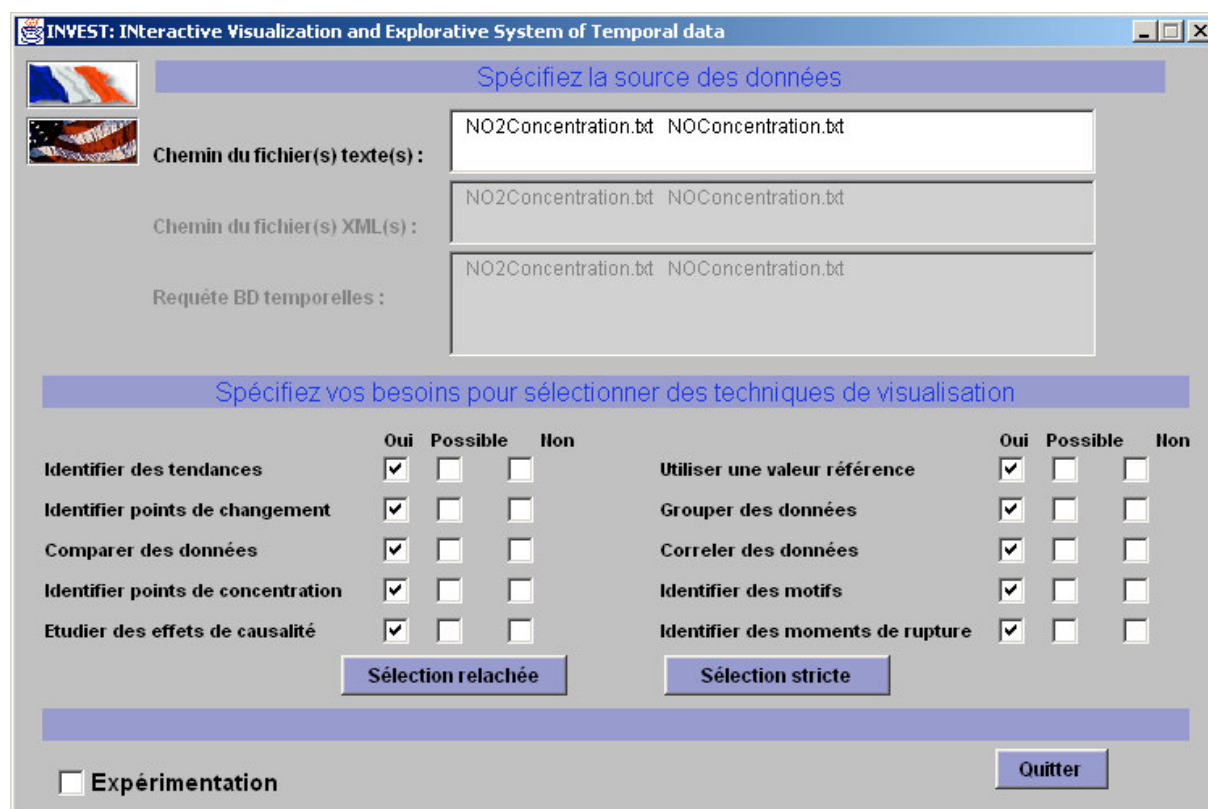 INVEST: INteractive Visualization and Explorative System of Temporal data
Spécifiez la source des données
NO2Concentration.txt NOConcentration.txt
Chemin du fichier(s) texte(s) :
NO2Concentration.txt NOConcentration.txt
Chemin du fichier(s) XML(s) :
NO2Concentration.txt NOConcentration.txt
Requéte BD temporelles :
Spécifiez vos besoins pour sélectionner des techniques de visualisation
Oui Possible Non Oui Possible Non
Identifier des tendances Utiliser une valeur référence
Identifier points de changement Grouper des données
Comparer des données Correler des données
Identifier points de concentration Identifier des motifs
Etudier des effets de causalité Identifier des moments de rupture
Sélection relachée Sélection stricte
Quitter
Expérimentation